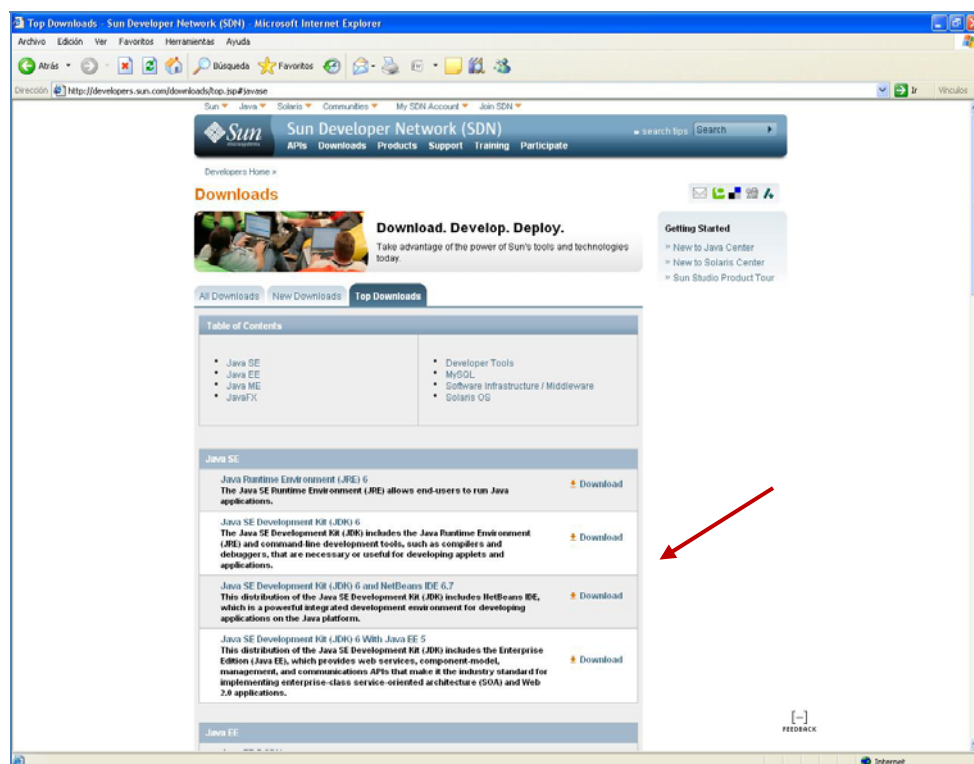 Top Downloads - Sun Developer Network (SDN) - Microsoft Internet Explorer
Archivo Edición Ver Favoritos Herramientas Ayuda
Atrás Búsqueda Favoritos
Dirección http://developers.sun.com/downloads/top.jsp#javase Ir Vínculos
Sun Java Solaris Communities My SDN Account Join SDN
Sun microsystems
Sun Developer Network (SDN)
search tips Search
APIs Downloads Products Support Training Participate
Developers Home »
Downloads
Download. Develop. Deploy.
Take advantage of the power of Sun's tools and technologies
today.
Getting Started
» New to Java Center
» New to Solaris Center
» Sun Studio Product Tour
All Downloads New Downloads Top Downloads
Table of Contents
• Java SE
• Java EE
• Java ME
• JavaFX
• Developer Tools
• MySQL
• Software Infrastructure / Middleware
• Solaris OS
Java SE
Java Runtime Environment (JRE) 6
The Java SE Runtime Environment (JRE) allows end-users to run Java
applications.
Download
Java SE Development Kit (JDK) 6
The Java SE Development Kit (JDK) includes the Java Runtime Environment
(JRE) and command-line development tools, such as compilers and
debuggers, that are necessary or useful for developing applets and
applications.
Download
Java SE Development Kit (JDK) 6 and NetBeans IDE 6.7
This distribution of the Java SE Development Kit (JDK) includes NetBeans IDE,
which is a powerful integrated development environment for developing
applications on the Java platform.
Download
Java SE Development Kit (JDK) 6 With Java EE 5
This distribution of the Java SE Development Kit (JDK) includes the Enterprise
Edition (Java EE), which provides web services, component-model,
management, and communications APIs that make it the industry standard for
implementing enterprise-class service-oriented architecture (SOA) and Web
2.0 applications.
Download
[-]
FEEDBACK
Java EE
Internet